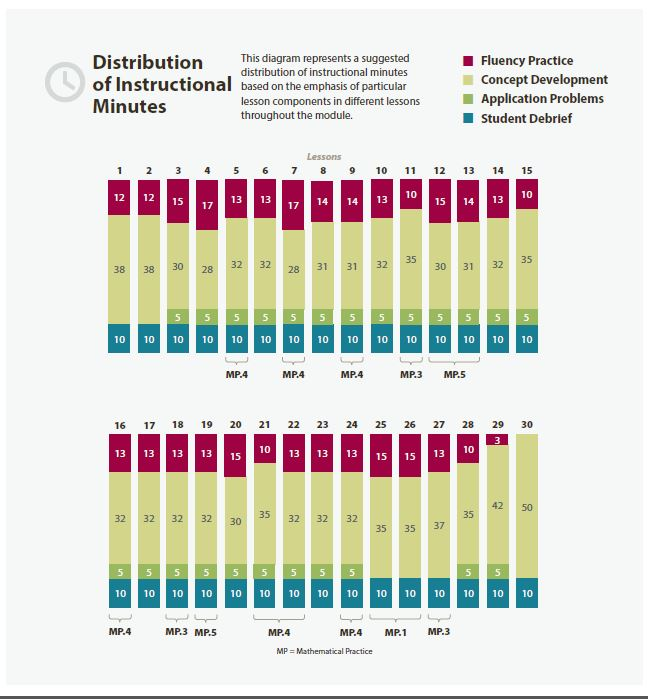 Distribution
of Instructional
Minutes
This diagram represents a suggested
distribution of instructional minutes
based on the emphasis of particular
lesson components in different lessons
throughout the module.
Fluency Practice
Concept Development
Application Problems
Student Debrief
Lessons
1 2 3 4 5 6 7 8 9 10 11 12 13 14 15
12 12 15 17 13 13 17 14 14 13 10 15 14 13 10
38 38 30 28 32 32 28 31 31 32 35 30 31 32 35
5 5 5 5 5 5 5 5 5 5 5 5 5
10 10 10 10 10 10 10 10 10 10 10 10 10 10 10
MP.4 MP.4 MP.4 MP.3 MP.5
16 17 18 19 20 21 22 23 24 25 26 27 28 29 30
13 13 13 13 15 10 13 13 13 15 15 13 10 3
32 32 32 32 30 35 32 32 32 35 35 37 35 42 50
5 5 5 5 5 5 5 5 5 5 5
10 10 10 10 10 10 10 10 10 10 10 10 10 10 10
MP.4 MP.3 MP.5 MP.4 MP.4 MP.1 MP.3
MP = Mathematical Practice